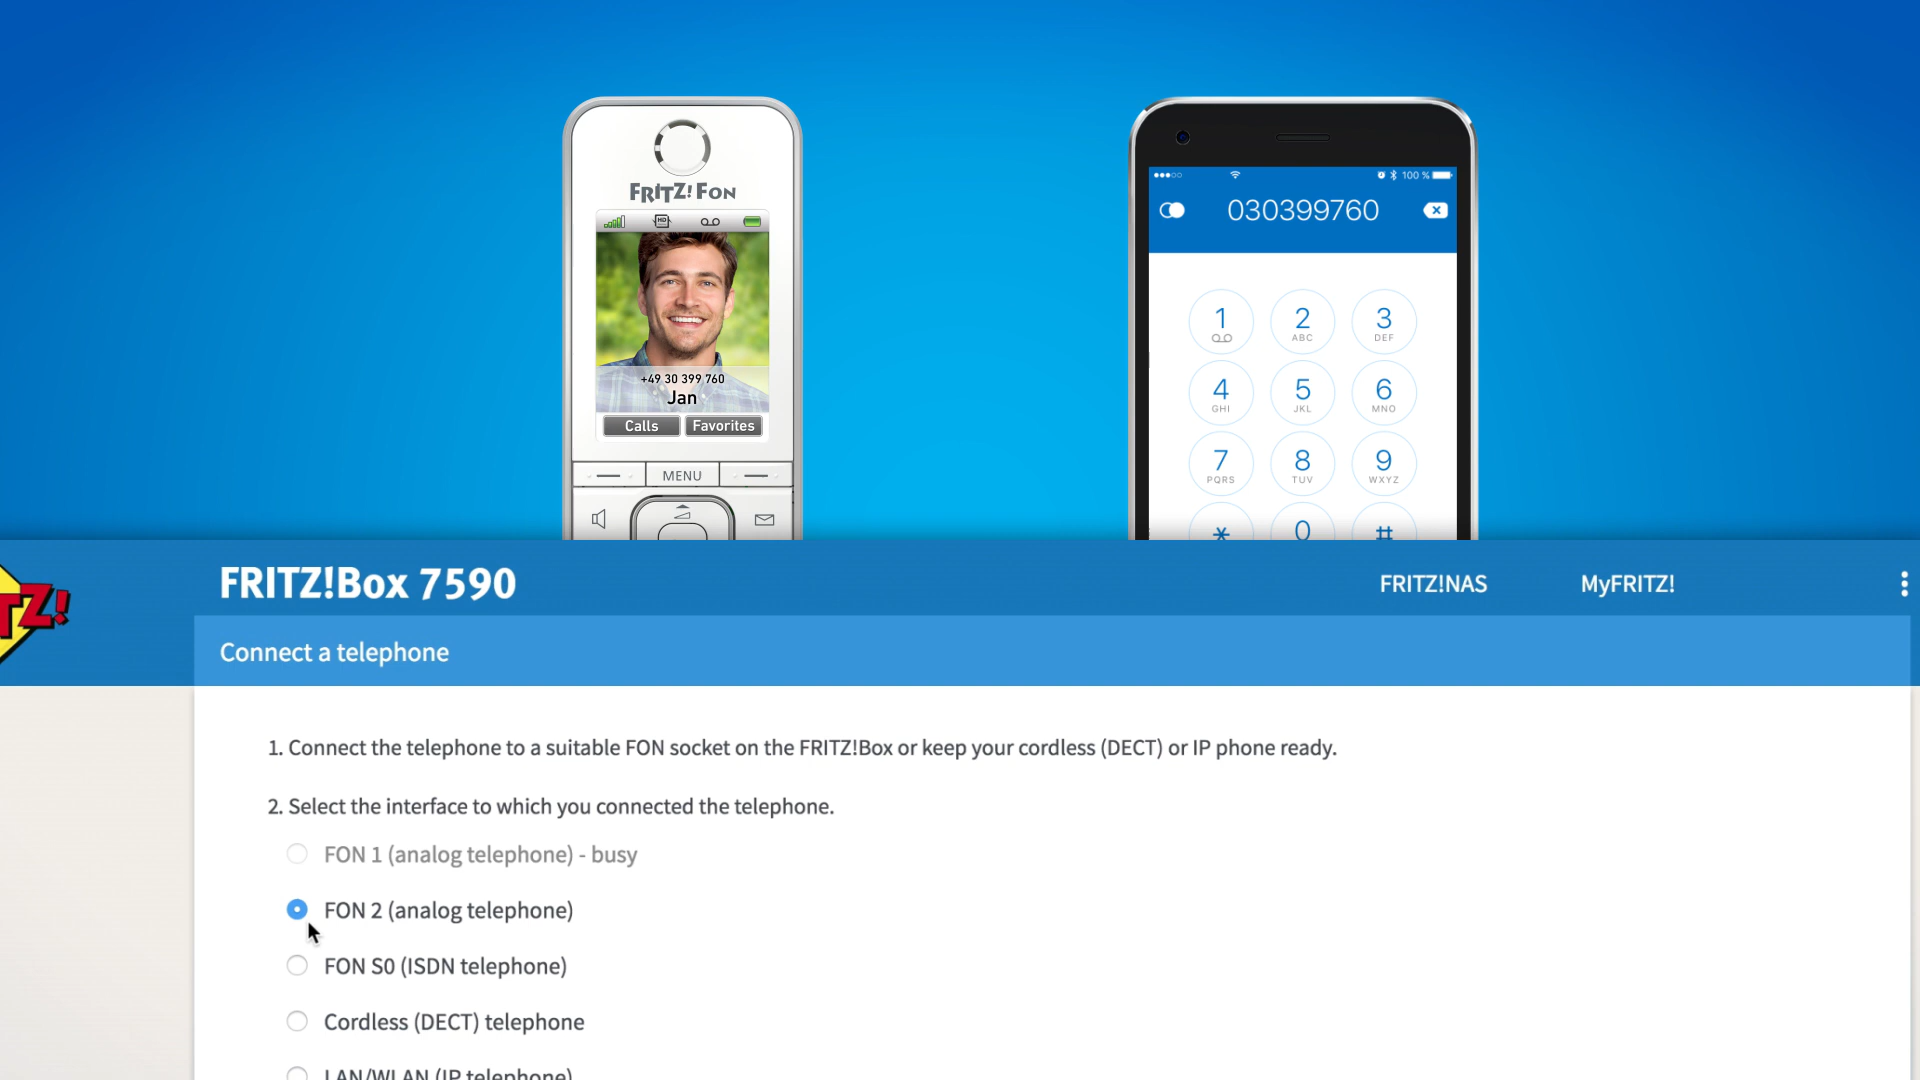 FRITZ! FON
HD
+49 30 399 760
Jan
Calls
Favorites
MENU
100 %
030399760
1
2
ABC
3
DEF
4
GHI
5
JKL
6
MNO
7
PQRS
8
TUV
9
WXYZ
*
0
#
TZ!
FRITZ!Box 7590
FRITZ!NAS
MyFRITZ!
Connect a telephone
1. Connect the telephone to a suitable FON socket on the FRITZ!Box or keep your cordless (DECT) or IP phone ready.
2. Select the interface to which you connected the telephone.
FON 1 (analog telephone) - busy
FON 2 (analog telephone)
FON S0 (ISDN telephone)
Cordless (DECT) telephone
LAN/WLAN (IP telephone)